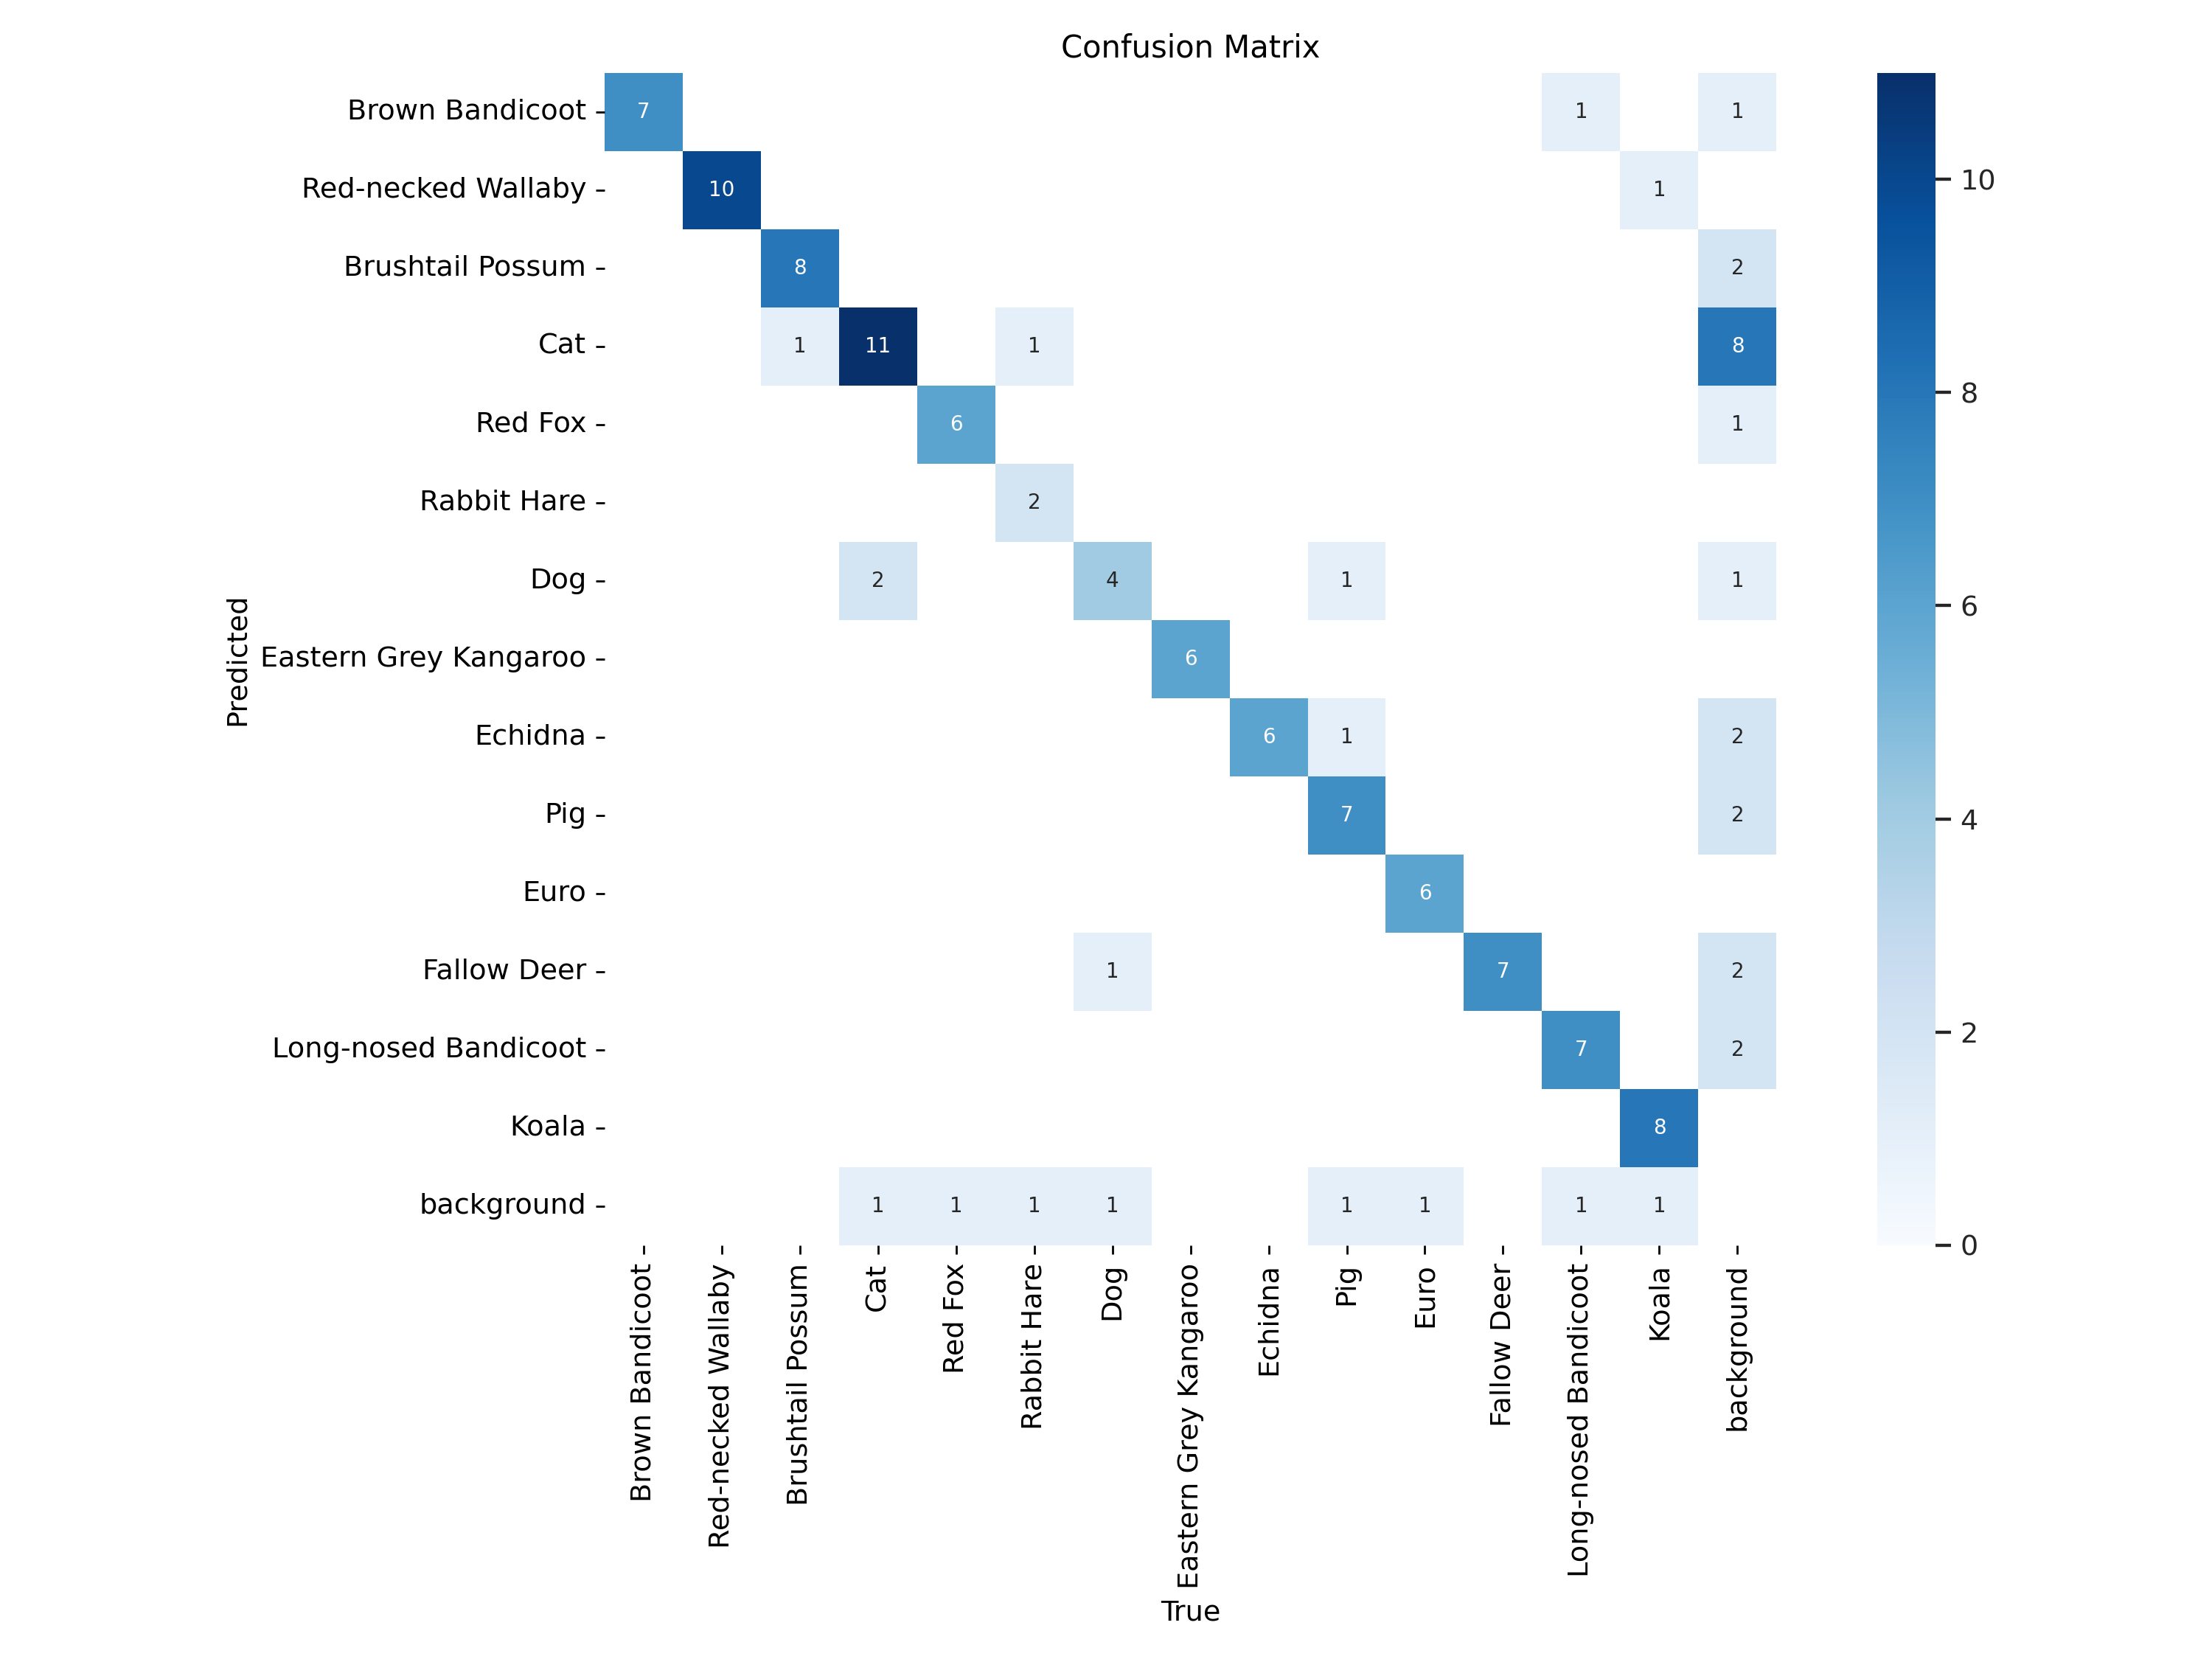 Confusion Matrix
Predicted
Brown Bandicoot 7 1 1
Red-necked Wallaby 10 1
Brushtail Possum 8 2
Cat 1 11 1 8
Red Fox 6 1
Rabbit Hare 2
Dog 2 4 1 1
Eastern Grey Kangaroo 6
Echidna 6 1 2
Pig 7 2
Euro 6
Fallow Deer 1 7 2
Long-nosed Bandicoot 7 2
Koala 8
background 1 1 1 1 1 1 1 1
Brown Bandicoot
Red-necked Wallaby
Brushtail Possum
Cat
Red Fox
Rabbit Hare
Dog
Eastern Grey Kangaroo
Echidna
Pig
Euro
Fallow Deer
Long-nosed Bandicoot
Koala
background
True
10
8
6
4
2
0